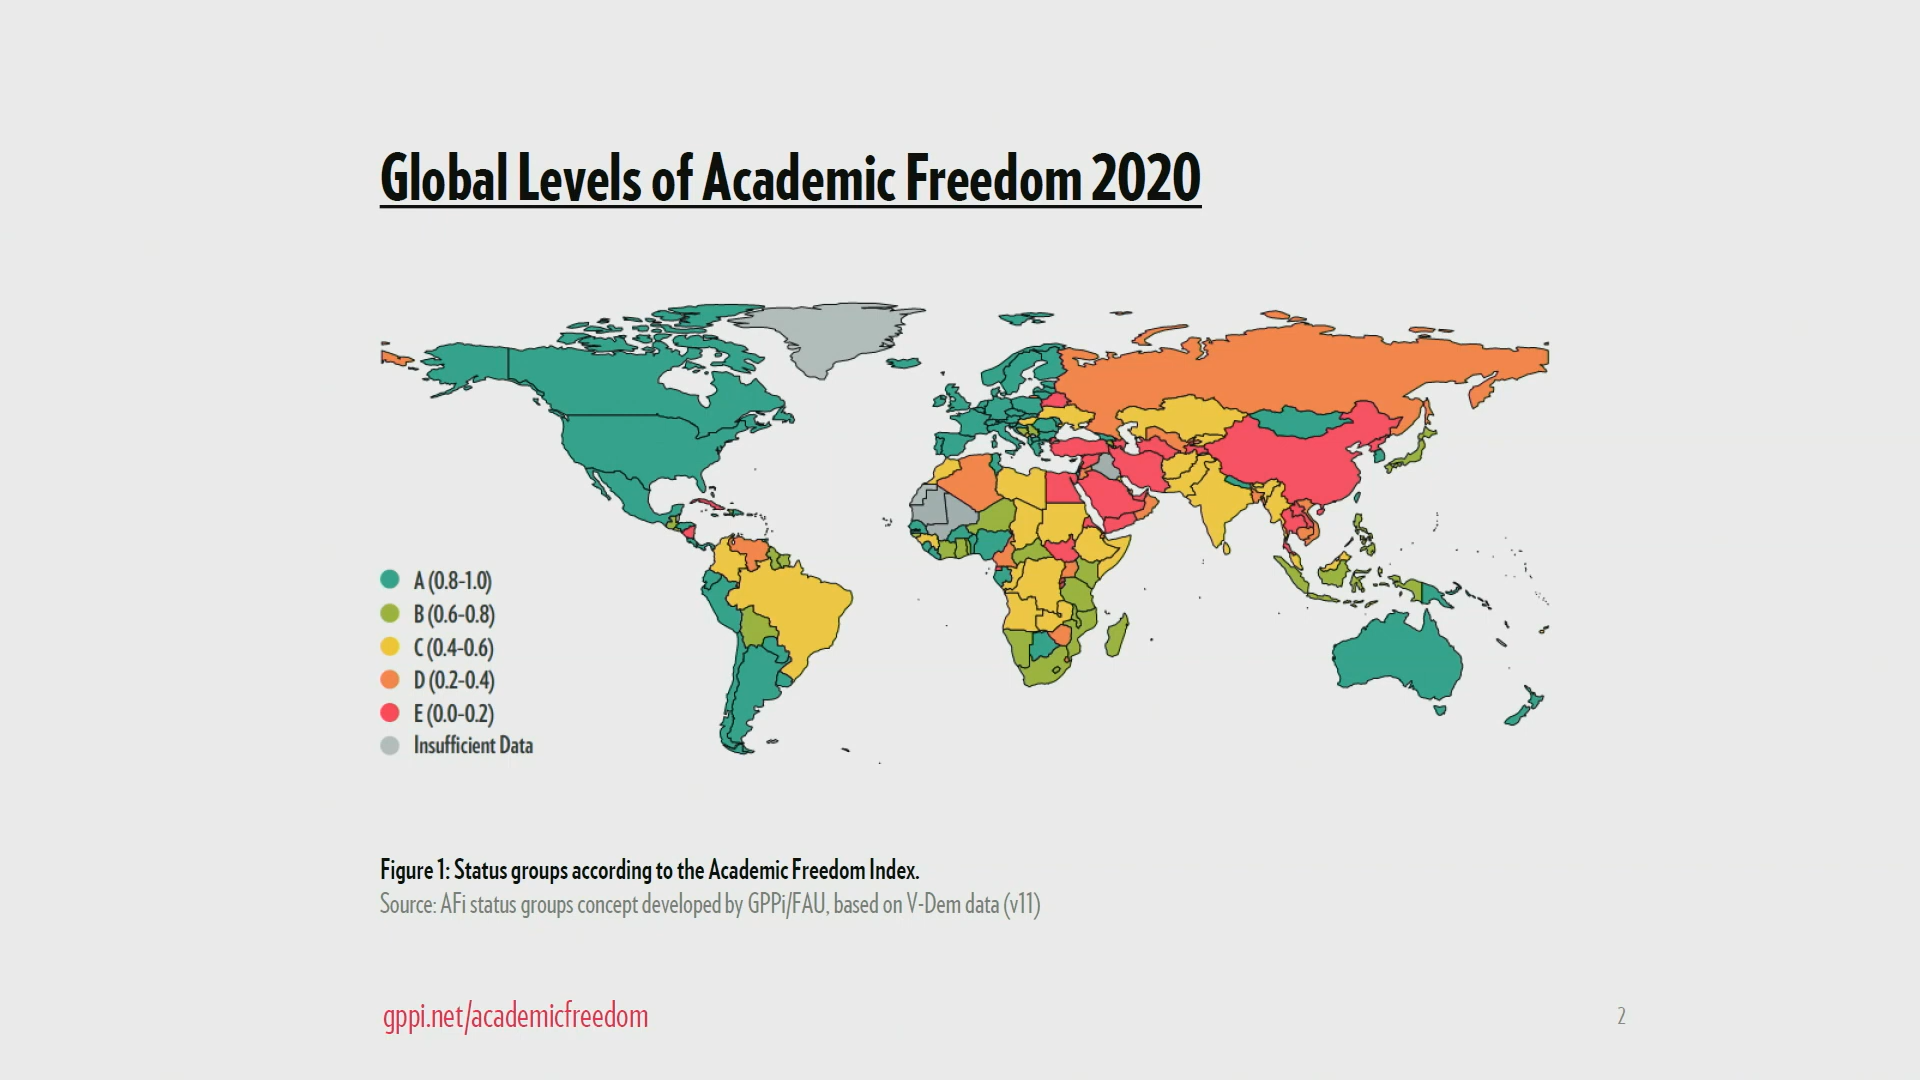 Global Levels of Academic Freedom 2020
A (0.8-1.0)
B (0.6-0.8)
C (0.4-0.6)
D (0.2-0.4)
E (0.0-0.2)
Insufficient Data
Figure 1: Status groups according to the Academic Freedom Index.
Source: AFi status groups concept developed by GPPi/FAU, based on V-Dem data (v11)
gppi.net/academicfreedom
2